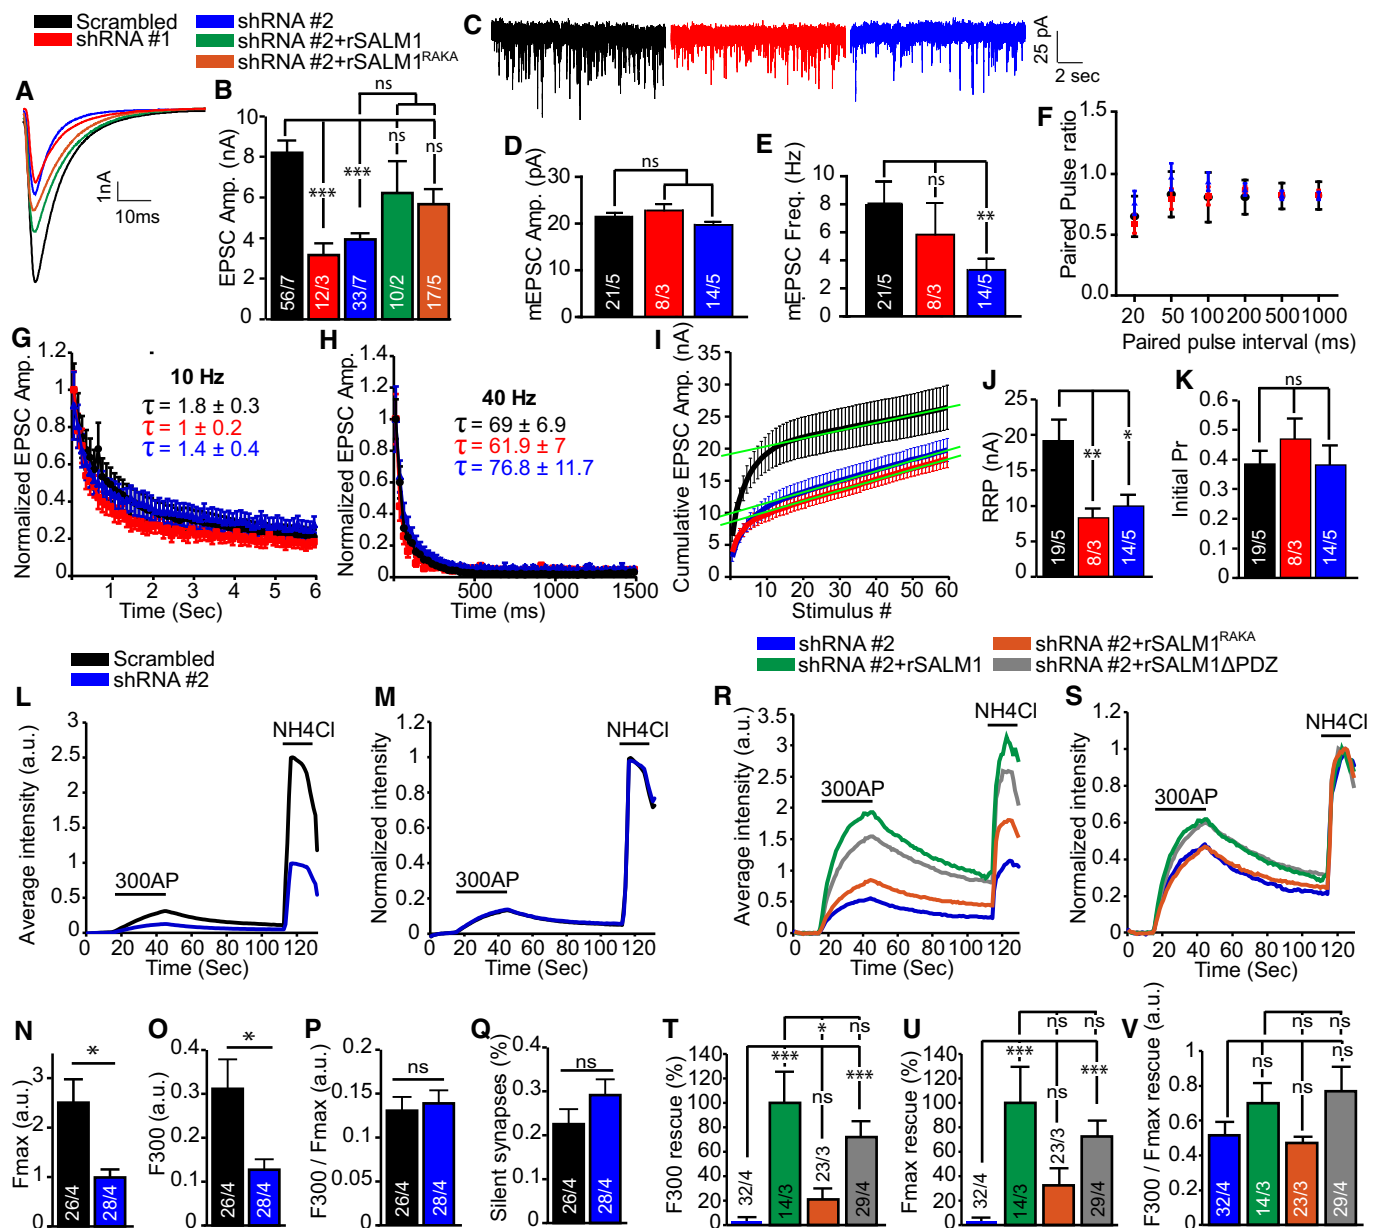 Scrambled
shRNA #1
shRNA #2
shRNA #2+rSALM1
shRNA #2+rSALM1RAKA
A
1nA
10ms
B
EPSC Amp. (nA)
10
8
6
4
2
0
ns
***
***
ns
ns
56/7
12/3
33/7
10/2
17/5
C
25 pA
2 sec
D
mEPSC Amp. (pA)
30
20
10
0
ns
21/5
8/3
14/5
E
mEPSC Freq. (Hz)
10
8
6
4
2
0
ns
**
21/5
8/3
14/5
F
Paired Pulse ratio
1.5
1.0
0.5
0.0
20 50 100 200 500 1000
Paired pulse interval (ms)
G
Normalized EPSC Amp.
1.2
1
0.8
0.6
0.4
0.2
0
10 Hz
τ = 1.8 ± 0.3
τ = 1 ± 0.2
τ = 1.4 ± 0.4
1 2 3 4 5 6
Time (Sec)
H
Normalized EPSC Amp.
1.4
1.2
1
0.8
0.6
0.4
0.2
0
40 Hz
τ = 69 ± 6.9
τ = 61.9 ± 7
τ = 76.8 ± 11.7
500 1000 1500
Time (ms)
I
Cumulative EPSC Amp. (nA)
35
30
25
20
15
10
5
0
10 20 30 40 50 60
Stimulus #
J
RRP (nA)
25
20
15
10
5
0
**
*
19/5
8/3
14/5
K
Initial Pr
0.6
0.5
0.4
0.3
0.2
0.1
0
ns
19/5
8/3
14/5
Scrambled
shRNA #2
L
Average intensity (a.u.)
3
2.5
2
1.5
1
0.5
0
300AP
NH4Cl
0 20 40 60 80 100 120
Time (Sec)
M
Normalized intensity
1.2
1
0.8
0.6
0.4
0.2
0
300AP
NH4Cl
0 20 40 60 80 100 120
Time (Sec)
shRNA #2
shRNA #2+rSALM1
shRNA #2+rSALM1RAKA
shRNA #2+rSALM1ΔPDZ
R
Average intensity (a.u.)
3.5
3
2.5
2
1.5
1
0.5
0
300AP
NH4Cl
0 20 40 60 80 100 120
Time (Sec)
S
Normalized intensity
1.2
1
0.8
0.6
0.4
0.2
0
300AP
NH4Cl
0 20 40 60 80 100 120
Time (Sec)
N
Fmax (a.u.)
3
2
1
0
*
26/4
28/4
O
F300 (a.u.)
0.4
0.3
0.2
0.1
0
*
26/4
28/4
P
F300 / Fmax (a.u.)
0.2
0.15
0.1
0.05
0
ns
26/4
28/4
Q
Silent synapses (%)
0.4
0.3
0.2
0.1
0
ns
26/4
28/4
T
F300 rescue (%)
140
120
100
80
60
40
20
0
* ns
***
ns
***
32/4
14/3
23/3
29/4
U
Fmax rescue (%)
140
120
100
80
60
40
20
0
ns ns
***
ns
***
32/4
14/3
23/3
29/4
V
F300 / Fmax rescue (a.u.)
1
0.8
0.6
0.4
0.2
0
ns ns
ns
ns
ns
32/4
14/3
23/3
29/4